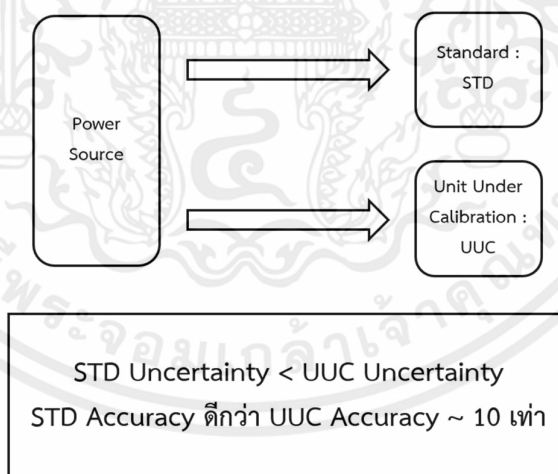 Power
Source
Standard :
STD
Unit Under
Calibration :
UUC
STD Uncertainty < UUC Uncertainty
STD Accuracy ดีกว่า UUC Accuracy ~ 10 เท่า